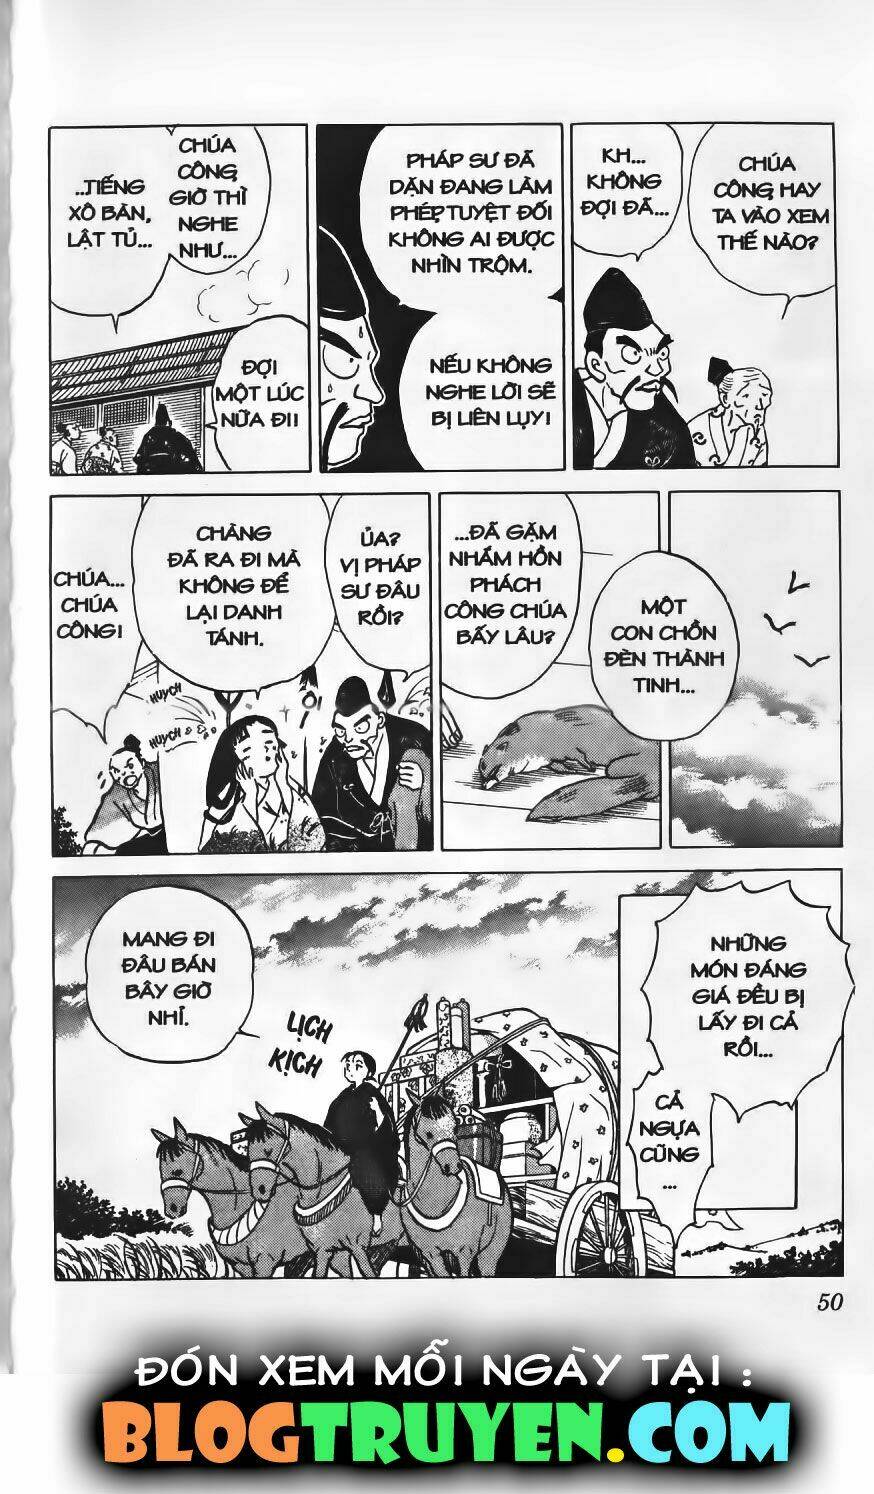 CHÚA
CÔNG, HAY
TA VÀO XEM
THẾ NÀO?
KH...
KHÔNG
ĐỢI ĐÃ...
PHÁP SƯ ĐÃ
DẶN ĐANG LÀM
PHÉP, TUYỆT ĐỐI
KHÔNG AI ĐƯỢC
NHÌN TRỘM.
NẾU KHÔNG
NGHE LỜI SẼ
BỊ LIÊN LỤY!
CHÚA
CÔNG,
GIỜ THÌ
NGHE
NHƯ...
...TIẾNG
XÔ BÀN,
LẬT TỦ...
ĐỢI
MỘT LÚC
NỮA ĐI!
MỘT
CON CHỒN
ĐÈN THÀNH
TINH...
...ĐÃ GẶM
NHẤM HỒN
PHÁCH
CÔNG CHÚA
BẤY LÂU?
ỦA?
VỊ PHÁP
SƯ ĐÂU
RỒI?
CHÀNG
ĐÃ RA ĐI MÀ
KHÔNG ĐỂ
LẠI DANH
TÁNH.
CHÚA...
CHÚA
CÔNG!
HUỴCH
HUỴCH
NHỮNG
MÓN ĐÁNG
GIÁ ĐỀU BỊ
LẤY ĐI CẢ
RỒI...
CẢ
NGỰA
CŨNG
...
MANG ĐI
ĐÂU BÁN
BÂY GIỜ
NHỈ.
LỊCH
KỊCH
50
ĐÓN XEM MỖI NGÀY TẠI :
BLOGTRUYEN.COM